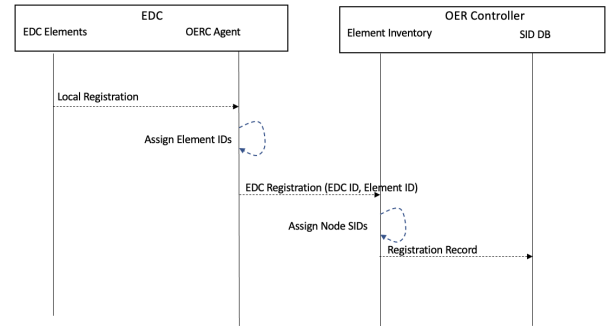 EDC
OER Controller
EDC Elements
OERC Agent
Element Inventory
SID DB
Local Registration
Assign Element IDs
EDC Registration (EDC ID, Element ID)
Assign Node SIDs
Registration Record